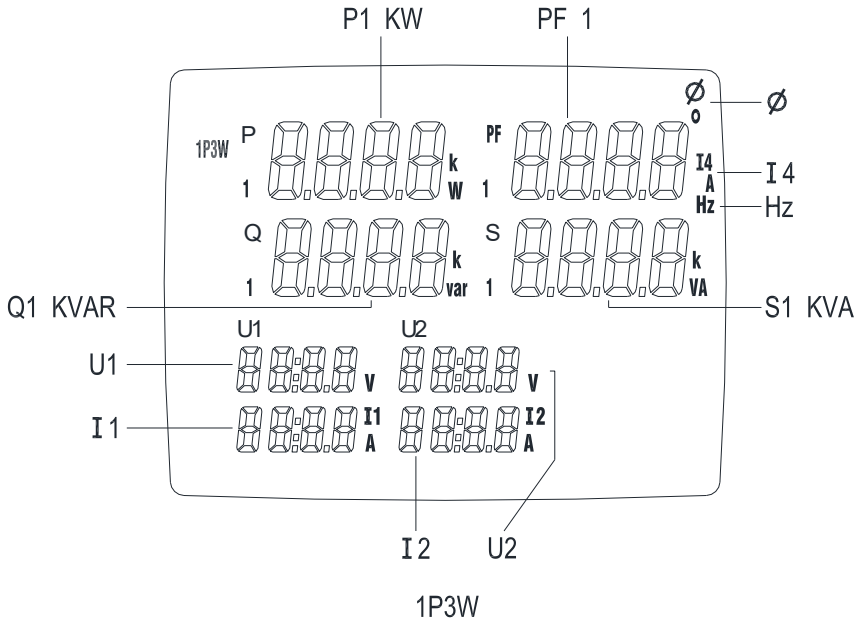 P1 KW PF 1
Ø
1P3W P PF Ø
o
k I4 I4
1 W 1 A
Hz Hz
Q S
k k
1 var 1 VA
Q1 KVAR S1 KVA
U1 U2
U1 V V
I1 I1 I2
A A
I2 U2
1P3W